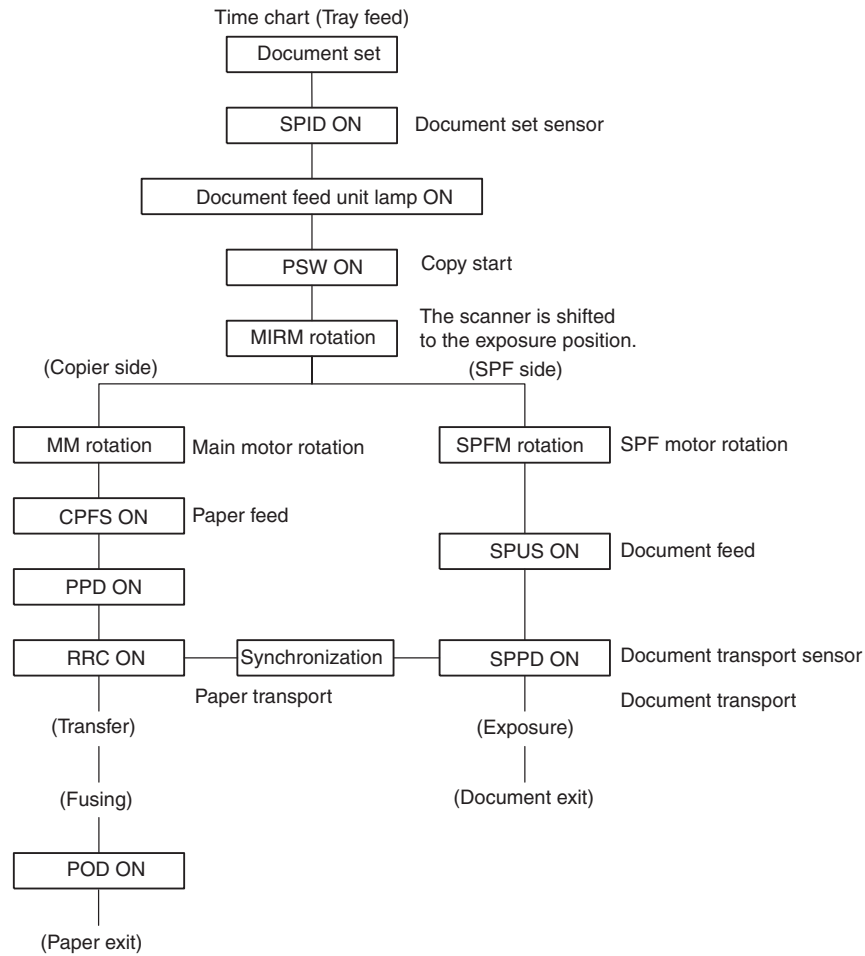 Time chart (Tray feed)
Document set
SPID ON
Document set sensor
Document feed unit lamp ON
PSW ON
Copy start
MIRM rotation
The scanner is shifted
to the exposure position.
(Copier side)
(SPF side)
MM rotation
Main motor rotation
SPFM rotation
SPF motor rotation
CPFS ON
Paper feed
SPUS ON
Document feed
PPD ON
RRC ON
Synchronization
SPPD ON
Document transport sensor
Paper transport
Document transport
(Transfer)
(Exposure)
(Fusing)
(Document exit)
POD ON
(Paper exit)